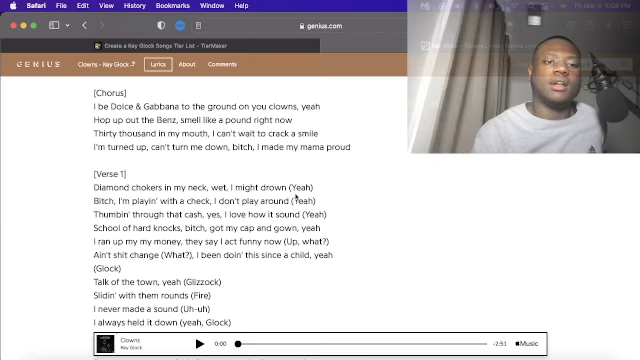 Safari File Edit View History Bookmarks Window Help
genius.com
Create a Key Glock Songs Tier List - TierMaker
GENIUS Clowns - Key Glock Lyrics About Comments
[Chorus]
I be Dolce & Gabbana to the ground on you clowns, yeah
Hop up out the Benz, smell like a pound right now
Thirty thousand in my mouth, I can't wait to crack a smile
I'm turned up, can't turn me down, bitch, I made my mama proud
[Verse 1]
Diamond chokers in my neck, wet, I might drown (Yeah)
Bitch, I'm playin' with a check, I don't play around (Yeah)
Thumbin' through that cash, yes, I love how it sound (Yeah)
School of hard knocks, bitch, got my cap and gown, yeah
I ran up my my money, they say I act funny now (Up, what?)
Ain't shit change (What?), I been doin' this since a child, yeah
(Glock)
Talk of the town, yeah (Glizzock)
Slidin' with them rounds (Fire)
I never made a sound (Uh-uh)
I always held it down (yeah, Glock)
Clowns
Key Glock
0:00
-2:51
Music